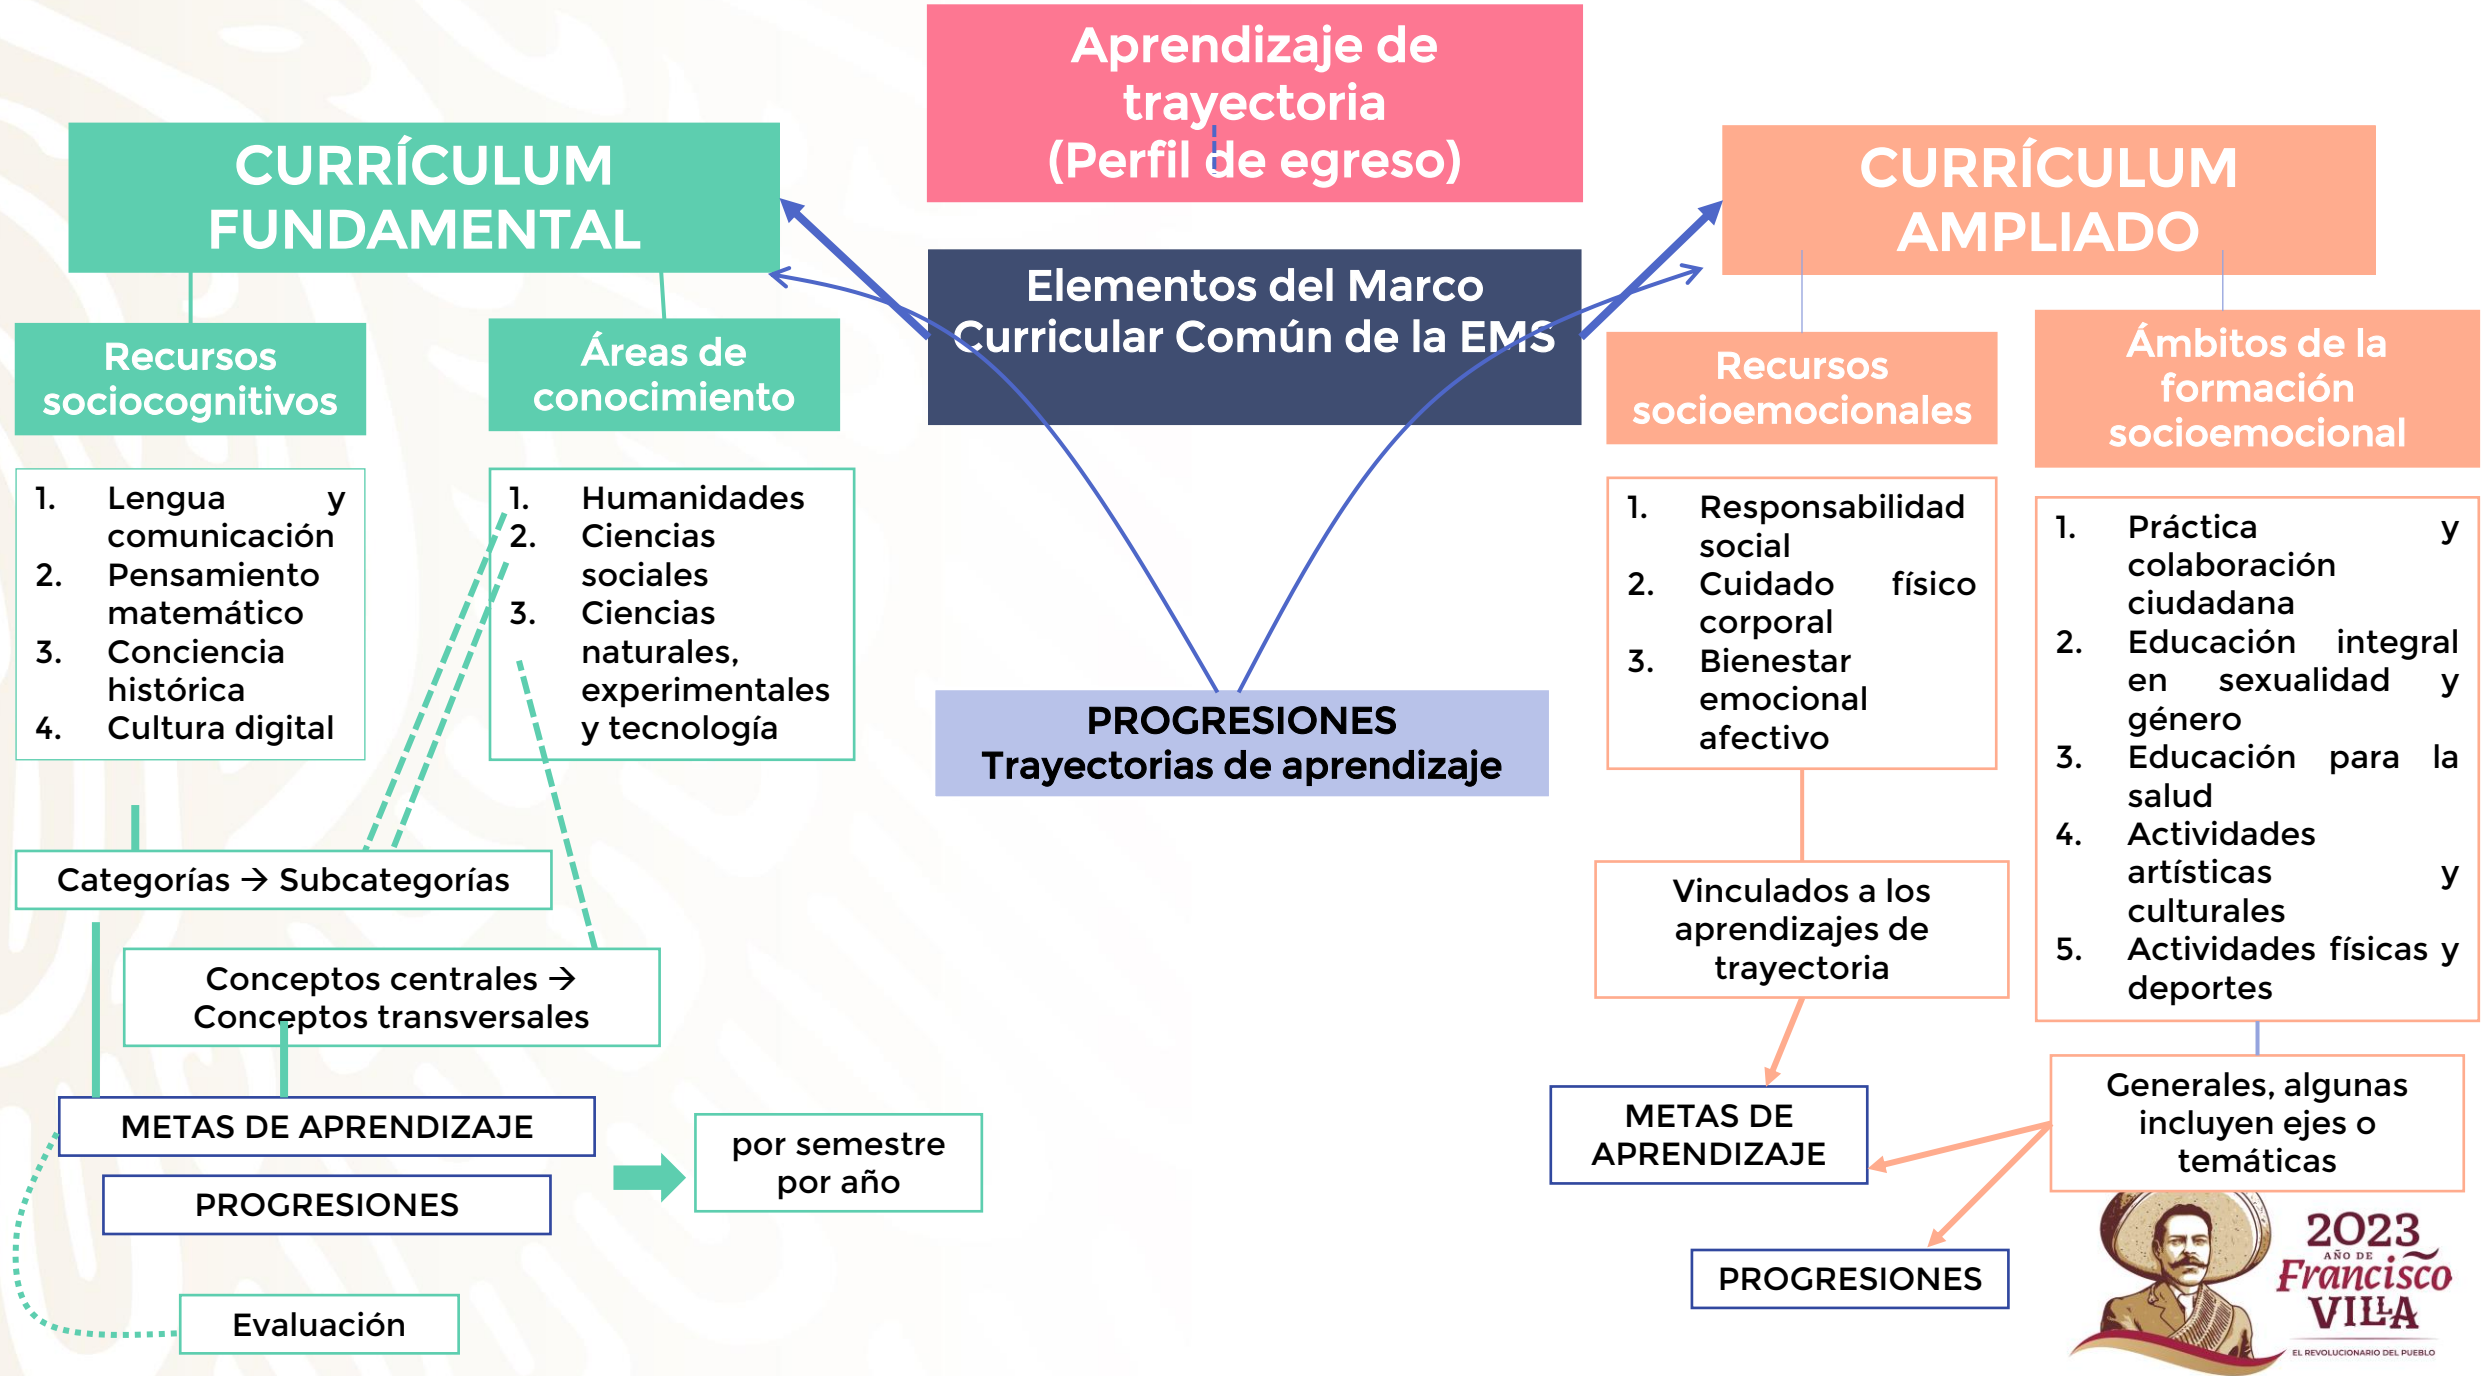 Aprendizaje de
trayectoria
(Perfil de egreso)
CURRÍCULUM
FUNDAMENTAL
CURRÍCULUM
AMPLIADO
Elementos del Marco
Curricular Común de la EMS
Recursos
sociocognitivos
Áreas de
conocimiento
Recursos
socioemocionales
Ámbitos de la
formación
socioemocional
1. Lengua y
comunicación
2. Pensamiento
matemático
3. Conciencia
histórica
4. Cultura digital
1. Humanidades
2. Ciencias
sociales
3. Ciencias
naturales,
experimentales
y tecnología
PROGRESIONES
Trayectorias de aprendizaje
1. Responsabilidad
social
2. Cuidado físico
corporal
3. Bienestar
emocional
afectivo
1. Práctica y
colaboración
ciudadana
2. Educación integral
en sexualidad y
género
3. Educación para la
salud
4. Actividades
artísticas y
culturales
5. Actividades físicas y
deportes
Categorías → Subcategorías
Conceptos centrales →
Conceptos transversales
METAS DE APRENDIZAJE
PROGRESIONES
por semestre
por año
Evaluación
Vinculados a los
aprendizajes de
trayectoria
METAS DE
APRENDIZAJE
Generales, algunas
incluyen ejes o
temáticas
PROGRESIONES
2023
AÑO DE
Francisco
VILLA
EL REVOLUCIONARIO DEL PUEBLO